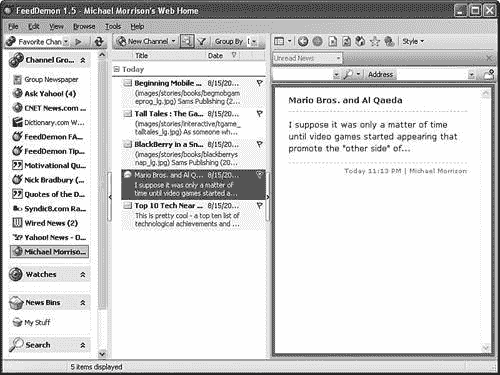 FeedDemon 1.5 - Michael Morrison's Web Home
File Edit View Browse Tools Help
Favorite Chan
New Channel
Group By
Style
Unread News
Address
Channel Gro...
Group Newspaper
Ask Yahoo! (4)
CNET News.com ...
Dictionary.com W
FeedDemon FA...
FeedDemon Tip...
Motivational Qu
Nick Bradbury (...
Quotes of the D
Syndic8.com Ra
Wired News (2)
Yahoo! News - O...
Michael Morriso...
Watches
News Bins
My Stuff
Search
Title Date
Today
Beginning Mobile ... 8/15/20...
(images/stories/books/begmobgam
eprog_lg.jpg) Sams Publishing (2...
Tall Tales : The Ga... 8/15/20...
(images/stories/interactive/tgame_
talltales_lg.jpg) As someone wh...
BlackBerry in a Sn... 8/15/20...
(images/stories/books/blackberrys
nap_lg.jpg) Sams Publishing (20...
Mario Bros. and Al Q... 8/15/20...
I suppose it was only a matter of
time until video games started a...
Top 10 Tech Near ... 8/15/20...
This is pretty cool - a top ten list of
technological achievements and ...
Mario Bros. and Al Qaeda
I suppose it was only a matter of time
until video games started appearing that
promote the "other side" of...
Today 11:13 PM | Michael Morrison
5 items displayed